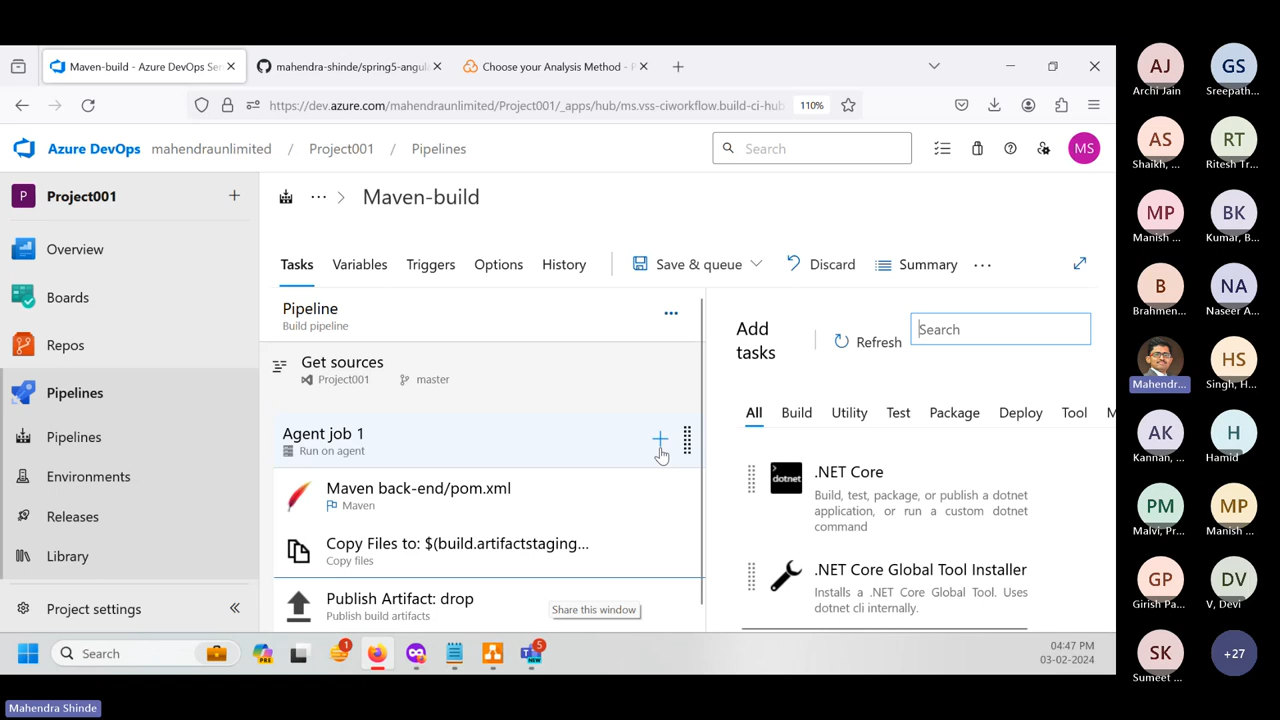 Maven-build - Azure DevOps Ser
mahendra-shinde/spring5-angul
Choose your Analysis Method - P
https://dev.azure.com/mahendraunlimited/Project001/_apps/hub/ms.vss-ciworkflow.build-ci-hub
110%
Azure DevOps
mahendraunlimited / Project001 / Pipelines
Search
MS
P
Project001
Overview
Boards
Repos
Pipelines
Pipelines
Environments
Releases
Library
Project settings
··· > Maven-build
Tasks
Variables
Triggers
Options
History
Save & queue
Discard
Summary
···
Pipeline
Build pipeline
Get sources
Project001
master
Agent job 1
Run on agent
Maven back-end/pom.xml
Maven
Copy Files to: $(build.artifactstaging...
Copy files
Publish Artifact: drop
Publish build artifacts
Share this window
Add
tasks
Refresh
Search
All
Build
Utility
Test
Package
Deploy
Tool
M
dotnet
.NET Core
Build, test, package, or publish a dotnet
application, or run a custom dotnet
command
.NET Core Global Tool Installer
Installs a .NET Core Global Tool. Uses
dotnet cli internally.
Search
PRE
1
NEW
5
04:47 PM
03-02-2024
AJ
Archi Jain
GS
Sreepath...
AS
Shaikh, ...
RT
Ritesh Tr...
MP
Manish ...
BK
Kumar, B...
B
Brahmen...
NA
Naseer A...
Mahendr...
HS
Singh, H...
AK
Kannan, ...
H
Hamid
PM
Malvi, Pr...
MP
Manish ...
GP
Girish Pa...
DV
V, Devi
SK
Sumeet ...
+27
Mahendra Shinde